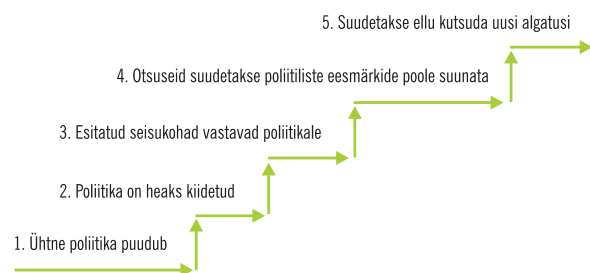 5. Suudetakse ellu kutsuda uusi algatusi
4. Otsuseid suudetakse poliitiliste eesmärkide poole suunata
3. Esitatud seisukohad vastavad poliitikale
2. Poliitika on heaks kiidetud
1. Ühtne poliitika puudub